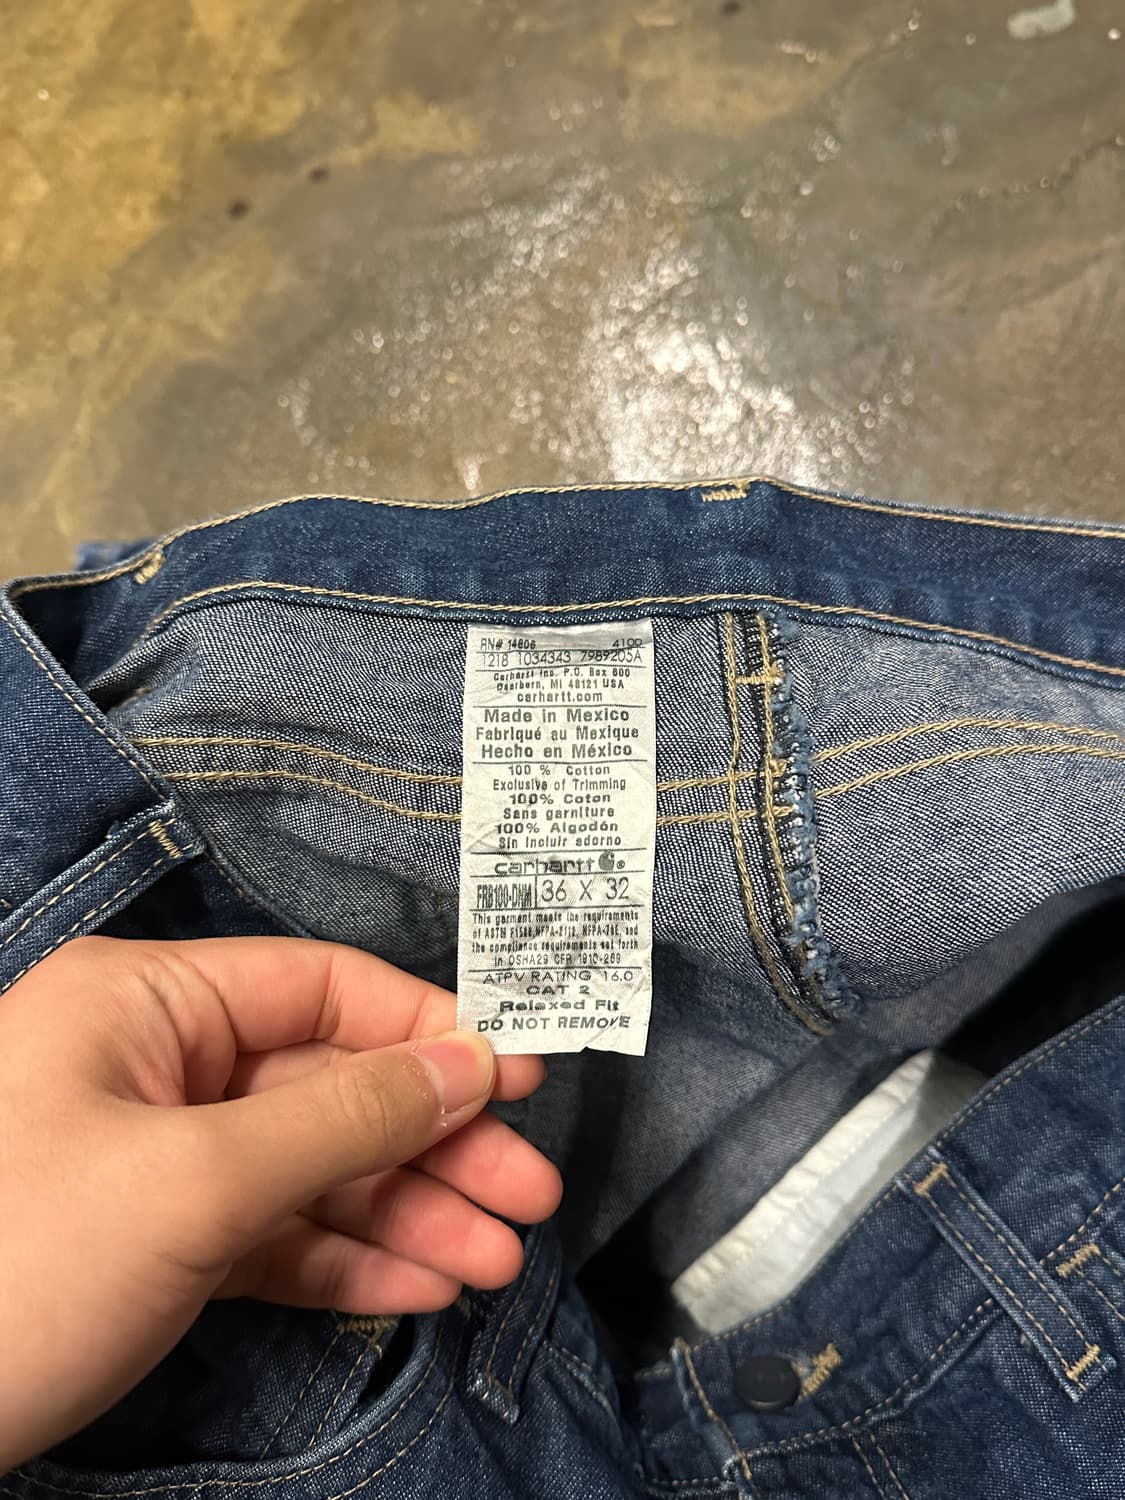 RN# 14806 4100
1218 1034343 7989205A
Carhartt Inc. P.O. Box 600
Dearborn, MI 48121 USA
carhartt.com
Made in Mexico
Fabriqué au Mexique
Hecho en México
100 % Cotton
Exclusive of Trimming
100% Coton
Sans garniture
100% Algodón
Sin Incluir adorno
carhartt ®
FRB100-DNM 36 X 32
This garment meets the requirements
of ASTM F1506,NFPA-2112, NFPA-70E, and
the compliance requirements set forth
in OSHA29 CFR 1910-269
ATPV RATING 16.0
CAT 2
Relaxed Fit
DO NOT REMOVE